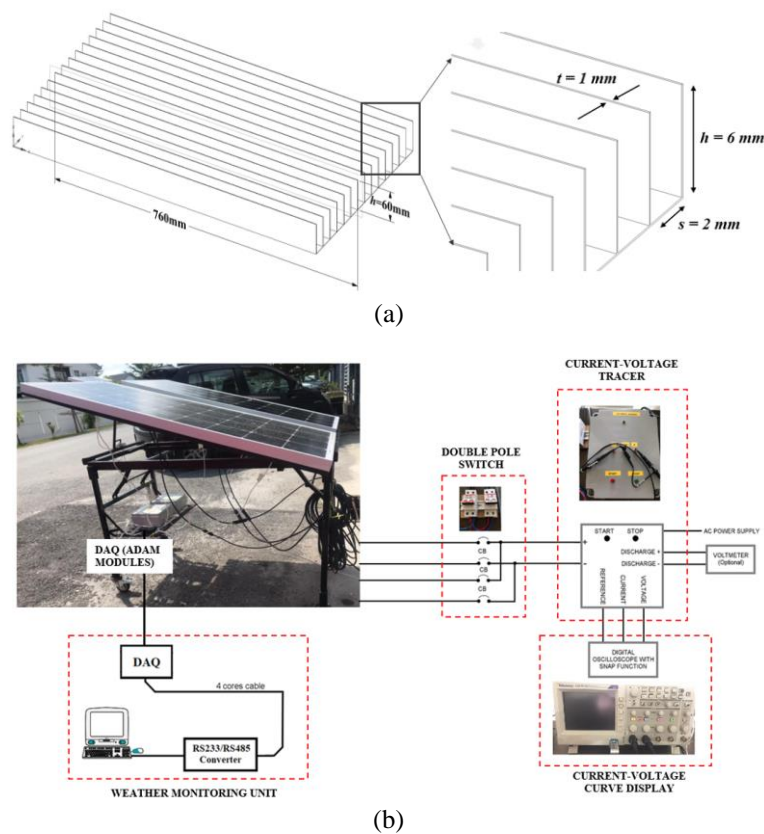 t = 1 mm
h = 6 mm
s = 2 mm
h=60mm
760mm
(a)
CURRENT-VOLTAGE
TRACER
DOUBLE POLE
SWITCH
DAQ (ADAM
MODULES)
CB
CB
CB
+
-
START
STOP
DISCHARGE +
DISCHARGE -
REFERENCE
CURRENT
VOLTAGE
AC POWER SUPPLY
VOLTMETER
(Optional)
DIGITAL
OSCILLOSCOPE WITH
SNAP FUNCTION
DAQ
4 cores cable
RS233/RS485
Converter
WEATHER MONITORING UNIT
CURRENT-VOLTAGE
CURVE DISPLAY
(b)